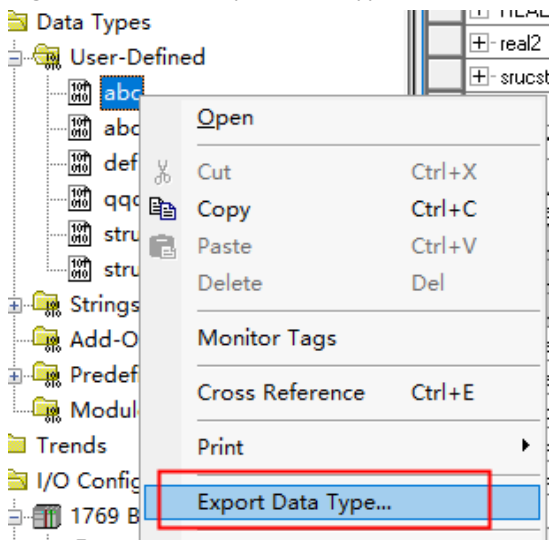 Data Types
User-Defined
real2
abc
srucst
abc
Open
def
Cut Ctrl+X
qqq
Copy Ctrl+C
stru
Paste Ctrl+V
stru
Delete Del
Strings
Add-O
Monitor Tags
Predef
Cross Reference Ctrl+E
Modul
Trends
Print
I/O Config
Export Data Type...
1769 B